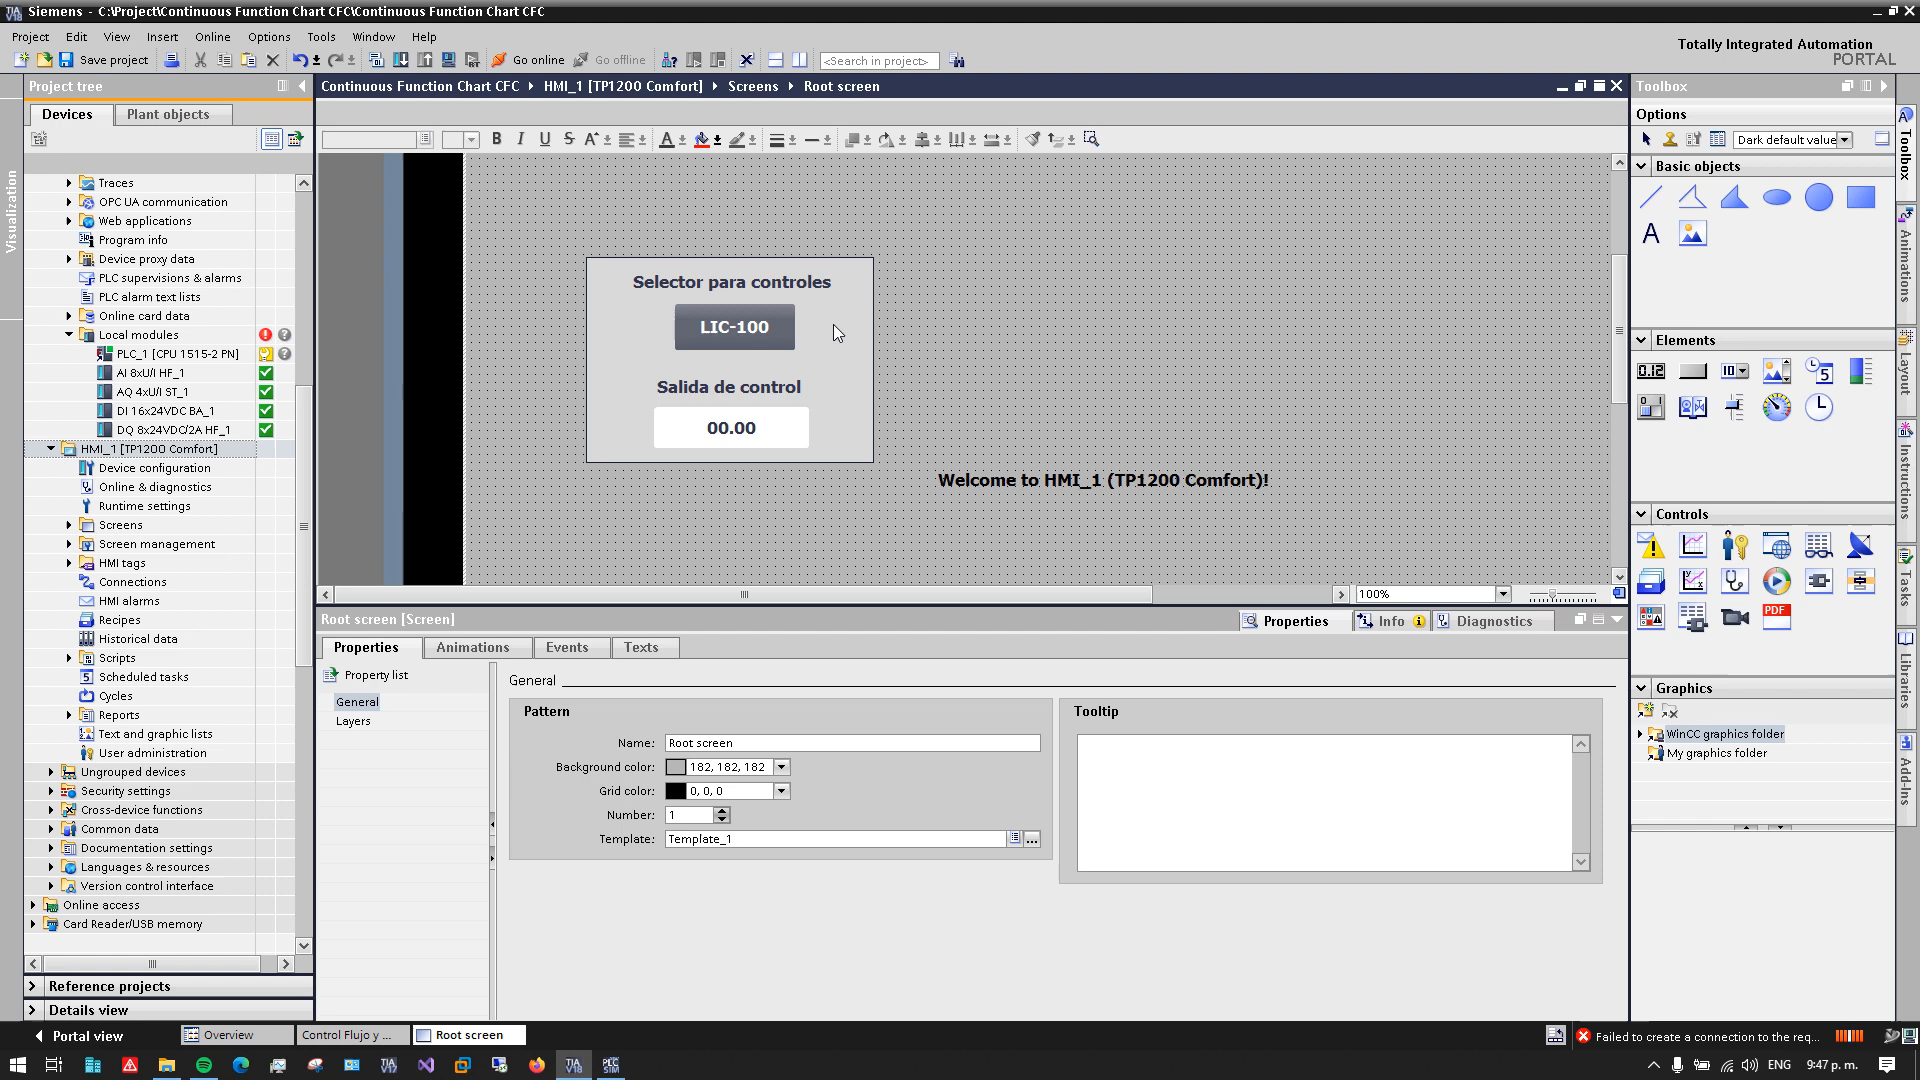 Siemens - C:\Project\Continuous Function Chart CFC\Continuous Function Chart CFC
Project Edit View Insert Online Options Tools Window Help
Totally Integrated Automation
PORTAL
Save project
Go online
Go offline
<Search in project>
Project tree
Continuous Function Chart CFC
HMI_1 [TP1200 Comfort]
Screens
Root screen
Toolbox
Devices
Plant objects
Options
Dark default value
Visualization
Toolbox
Animations
Layout
Instructions
Tasks
Libraries
Add-Ins
B I U S A
A
Traces
OPC UA communication
Web applications
Program info
Device proxy data
PLC supervisions & alarms
PLC alarm text lists
Online card data
Local modules
PLC_1 [CPU 1515-2 PN]
AI 8xU/I HF_1
AQ 4xU/I ST_1
DI 16x24VDC BA_1
DQ 8x24VDC/2A HF_1
HMI_1 [TP1200 Comfort]
Device configuration
Online & diagnostics
Runtime settings
Screens
Screen management
HMI tags
Connections
HMI alarms
Recipes
Historical data
Scripts
Scheduled tasks
Cycles
Reports
Text and graphic lists
User administration
Ungrouped devices
Security settings
Cross-device functions
Common data
Documentation settings
Languages & resources
Version control interface
Online access
Card Reader/USB memory
Reference projects
Details view
Selector para controles
LIC-100
Salida de control
00.00
Welcome to HMI_1 (TP1200 Comfort)!
100%
Basic objects
A
Elements
0.12
10
5
Controls
PDF
Graphics
WinCC graphics folder
My graphics folder
Root screen [Screen]
Properties
Info
Diagnostics
Properties
Animations
Events
Texts
Property list
General
Layers
General
Pattern
Name: Root screen
Background color: 182, 182, 182
Grid color: 0, 0, 0
Number: 1
Template: Template_1
...
Tooltip
Portal view
Overview
Control Flujo y ...
Root screen
Failed to create a connection to the req...
ENG
9:47 p. m.